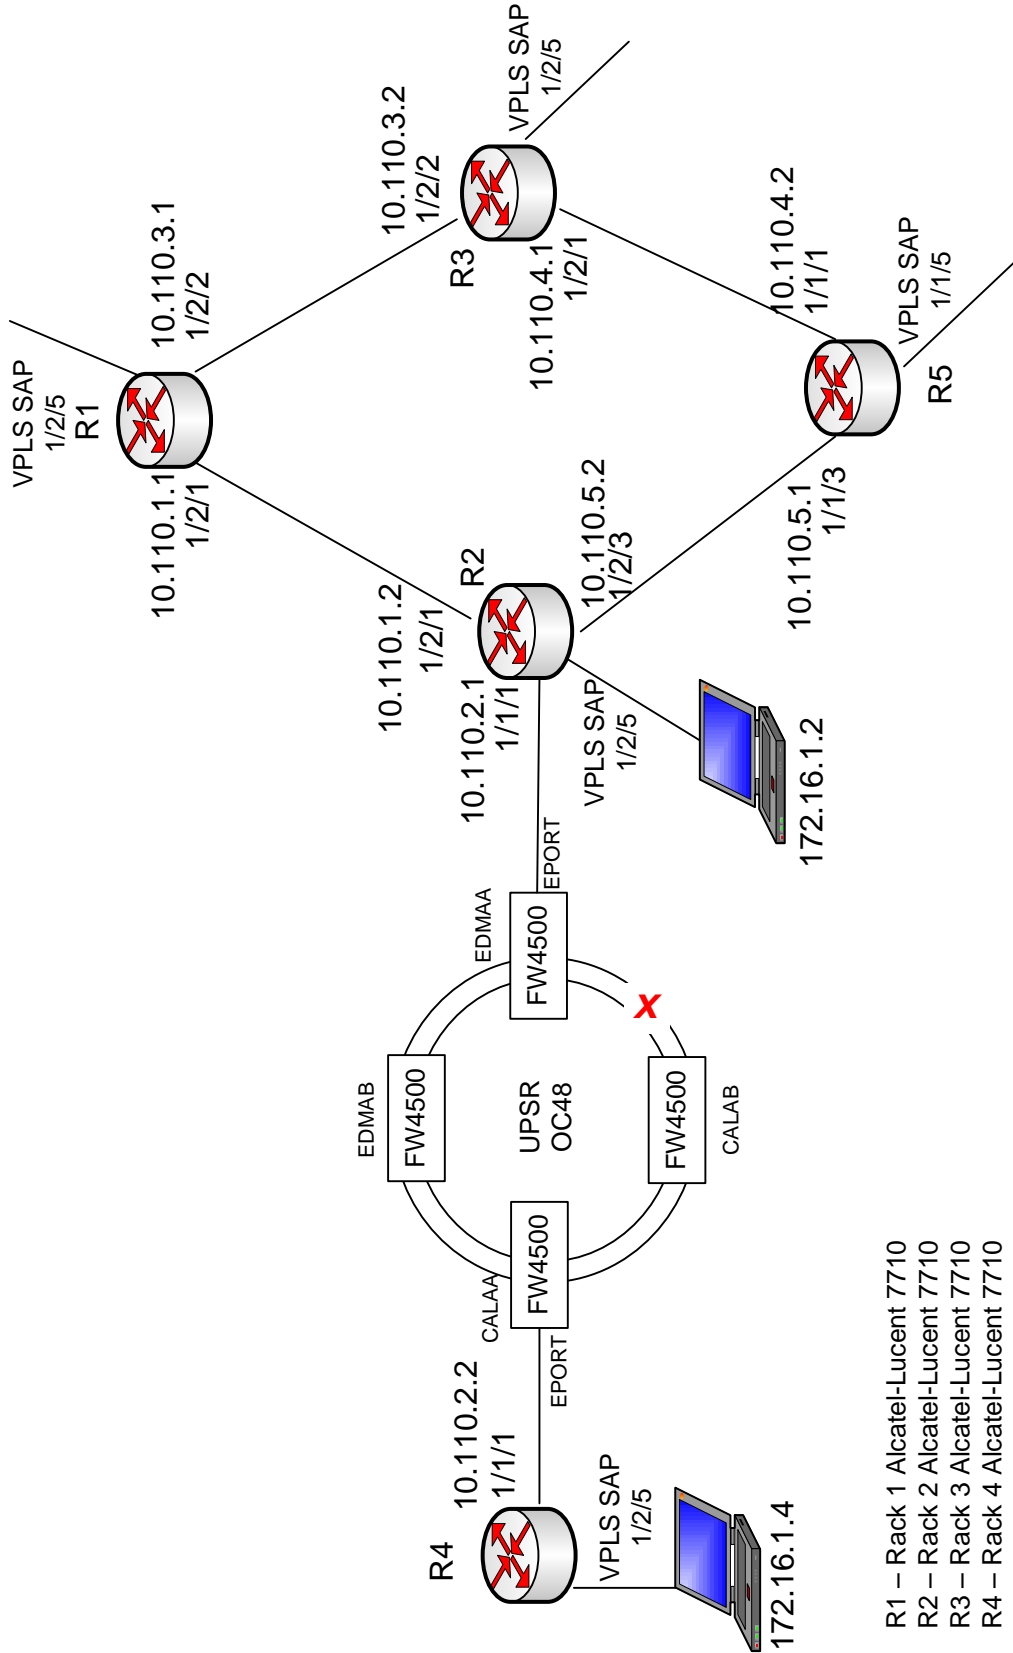 R4
10.110.2.2
1/1/1
VPLS SAP
1/2/5
172.16.1.4
EPORT
CALAA
FW4500
EDMAB
FW4500
UPSR
OC48
FW4500
CALAB
X
EDMAA
FW4500
EPORT
10.110.2.1
1/1/1
R2
10.110.1.2
1/2/1
VPLS SAP
1/2/5
172.16.1.2
10.110.5.2
1/2/3
VPLS SAP
1/2/5
R1
10.110.1.1
1/2/1
10.110.3.1
1/2/2
10.110.3.2
1/2/2
R3
VPLS SAP
1/2/5
10.110.4.1
1/2/1
10.110.4.2
1/1/1
10.110.5.1
1/1/3
R5
VPLS SAP
1/1/5
R1 – Rack 1 Alcatel-Lucent 7710
R2 – Rack 2 Alcatel-Lucent 7710
R3 – Rack 3 Alcatel-Lucent 7710
R4 – Rack 4 Alcatel-Lucent 7710